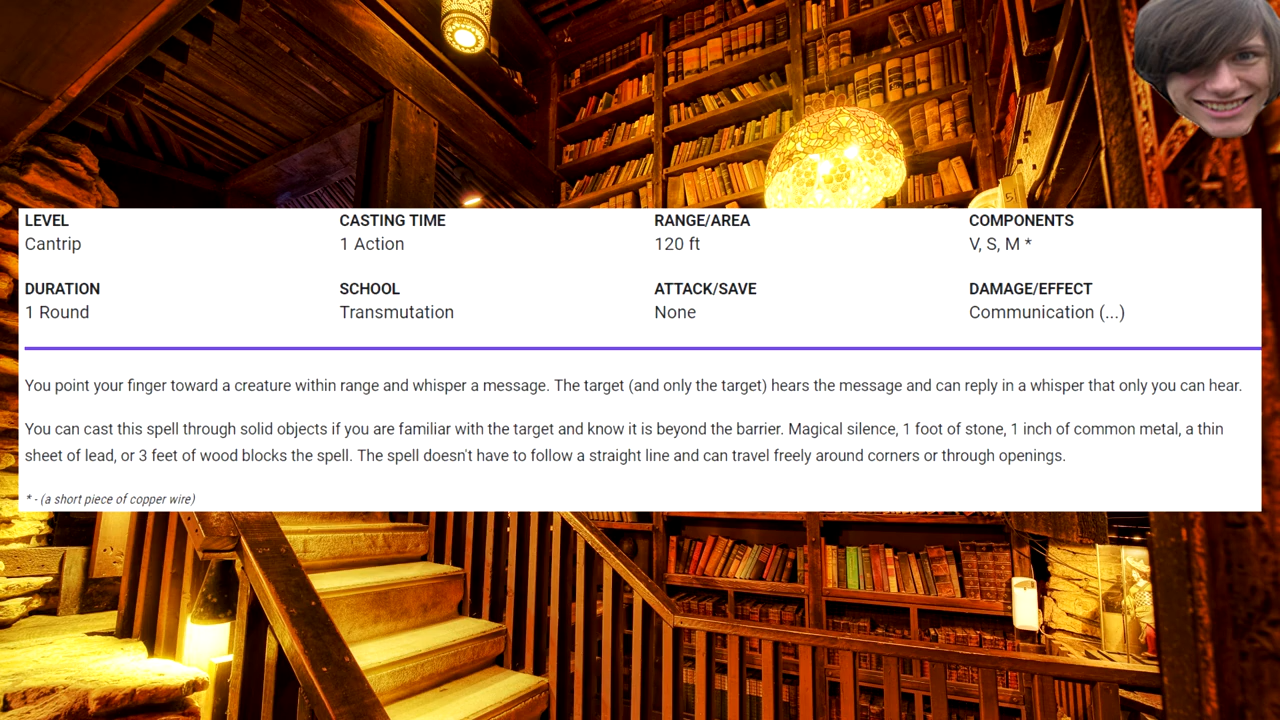 LEVEL CASTING TIME RANGE/AREA COMPONENTS
Cantrip 1 Action 120 ft V, S, M *
DURATION SCHOOL ATTACK/SAVE DAMAGE/EFFECT
1 Round Transmutation None Communication (...)
You point your finger toward a creature within range and whisper a message. The target (and only the target) hears the message and can reply in a whisper that only you can hear.
You can cast this spell through solid objects if you are familiar with the target and know it is beyond the barrier. Magical silence, 1 foot of stone, 1 inch of common metal, a thin
sheet of lead, or 3 feet of wood blocks the spell. The spell doesn't have to follow a straight line and can travel freely around corners or through openings.
* - (a short piece of copper wire)